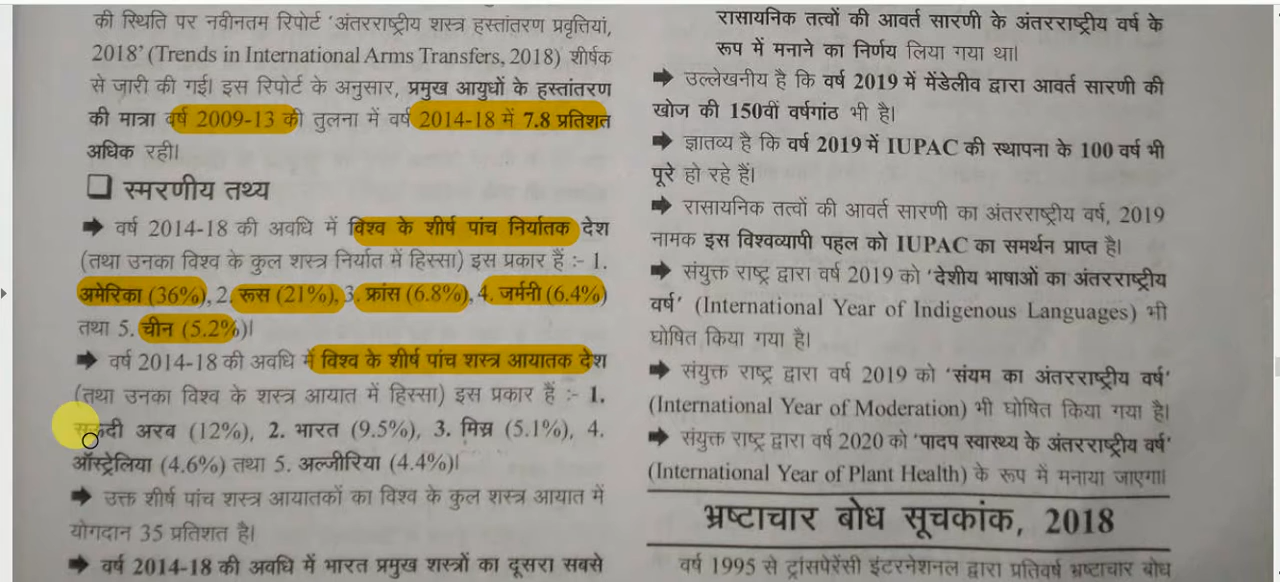 की स्थिति पर नवीनतम रिपोर्ट 'अंतरराष्ट्रीय शस्त्र हस्तांतरण प्रवृत्तियां,
2018' (Trends in International Arms Transfers, 2018) शीर्षक
से जारी की गई। इस रिपोर्ट के अनुसार, प्रमुख आयुधों के हस्तांतरण
की मात्रा वर्ष 2009-13 की तुलना में वर्ष 2014-18 में 7.8 प्रतिशत
अधिक रही।
❑ स्मरणीय तथ्य
➡ वर्ष 2014-18 की अवधि में विश्व के शीर्ष पांच निर्यातक देश
(तथा उनका विश्व के कुल शस्त्र निर्यात में हिस्सा) इस प्रकार हैं :- 1.
अमेरिका (36%), 2. रूस (21%), 3. फ्रांस (6.8%), 4. जर्मनी (6.4%)
तथा 5. चीन (5.2%)।
➡ वर्ष 2014-18 की अवधि में विश्व के शीर्ष पांच शस्त्र आयातक देश
(तथा उनका विश्व के शस्त्र आयात में हिस्सा) इस प्रकार हैं :- 1.
सऊदी अरब (12%), 2. भारत (9.5%), 3. मिस्र (5.1%), 4.
ऑस्ट्रेलिया (4.6%) तथा 5. अल्जीरिया (4.4%)।
➡ उक्त शीर्ष पांच शस्त्र आयातकों का विश्व के कुल शस्त्र आयात में
योगदान 35 प्रतिशत है।
➡ वर्ष 2014-18 की अवधि में भारत प्रमुख शस्त्रों का दूसरा सबसे
रासायनिक तत्वों की आवर्त सारणी के अंतरराष्ट्रीय वर्ष के
रूप में मनाने का निर्णय लिया गया था।
➡ उल्लेखनीय है कि वर्ष 2019 में मेंडेलीव द्वारा आवर्त सारणी की
खोज की 150वीं वर्षगांठ भी है।
➡ ज्ञातव्य है कि वर्ष 2019 में IUPAC की स्थापना के 100 वर्ष भी
पूरे हो रहे हैं।
➡ रासायनिक तत्वों की आवर्त सारणी का अंतरराष्ट्रीय वर्ष, 2019
नामक इस विश्वव्यापी पहल को IUPAC का समर्थन प्राप्त है।
➡ संयुक्त राष्ट्र द्वारा वर्ष 2019 को 'देशीय भाषाओं का अंतरराष्ट्रीय
वर्ष' (International Year of Indigenous Languages) भी
घोषित किया गया है।
➡ संयुक्त राष्ट्र द्वारा वर्ष 2019 को 'संयम का अंतरराष्ट्रीय वर्ष'
(International Year of Moderation) भी घोषित किया गया है।
➡ संयुक्त राष्ट्र द्वारा वर्ष 2020 को 'पादप स्वास्थ्य के अंतरराष्ट्रीय वर्ष'
(International Year of Plant Health) के रूप में मनाया जाएगा।
भ्रष्टाचार बोध सूचकांक, 2018
वर्ष 1995 से ट्रांसपेरेंसी इंटरनेशनल द्वारा प्रतिवर्ष भ्रष्टाचार बोध